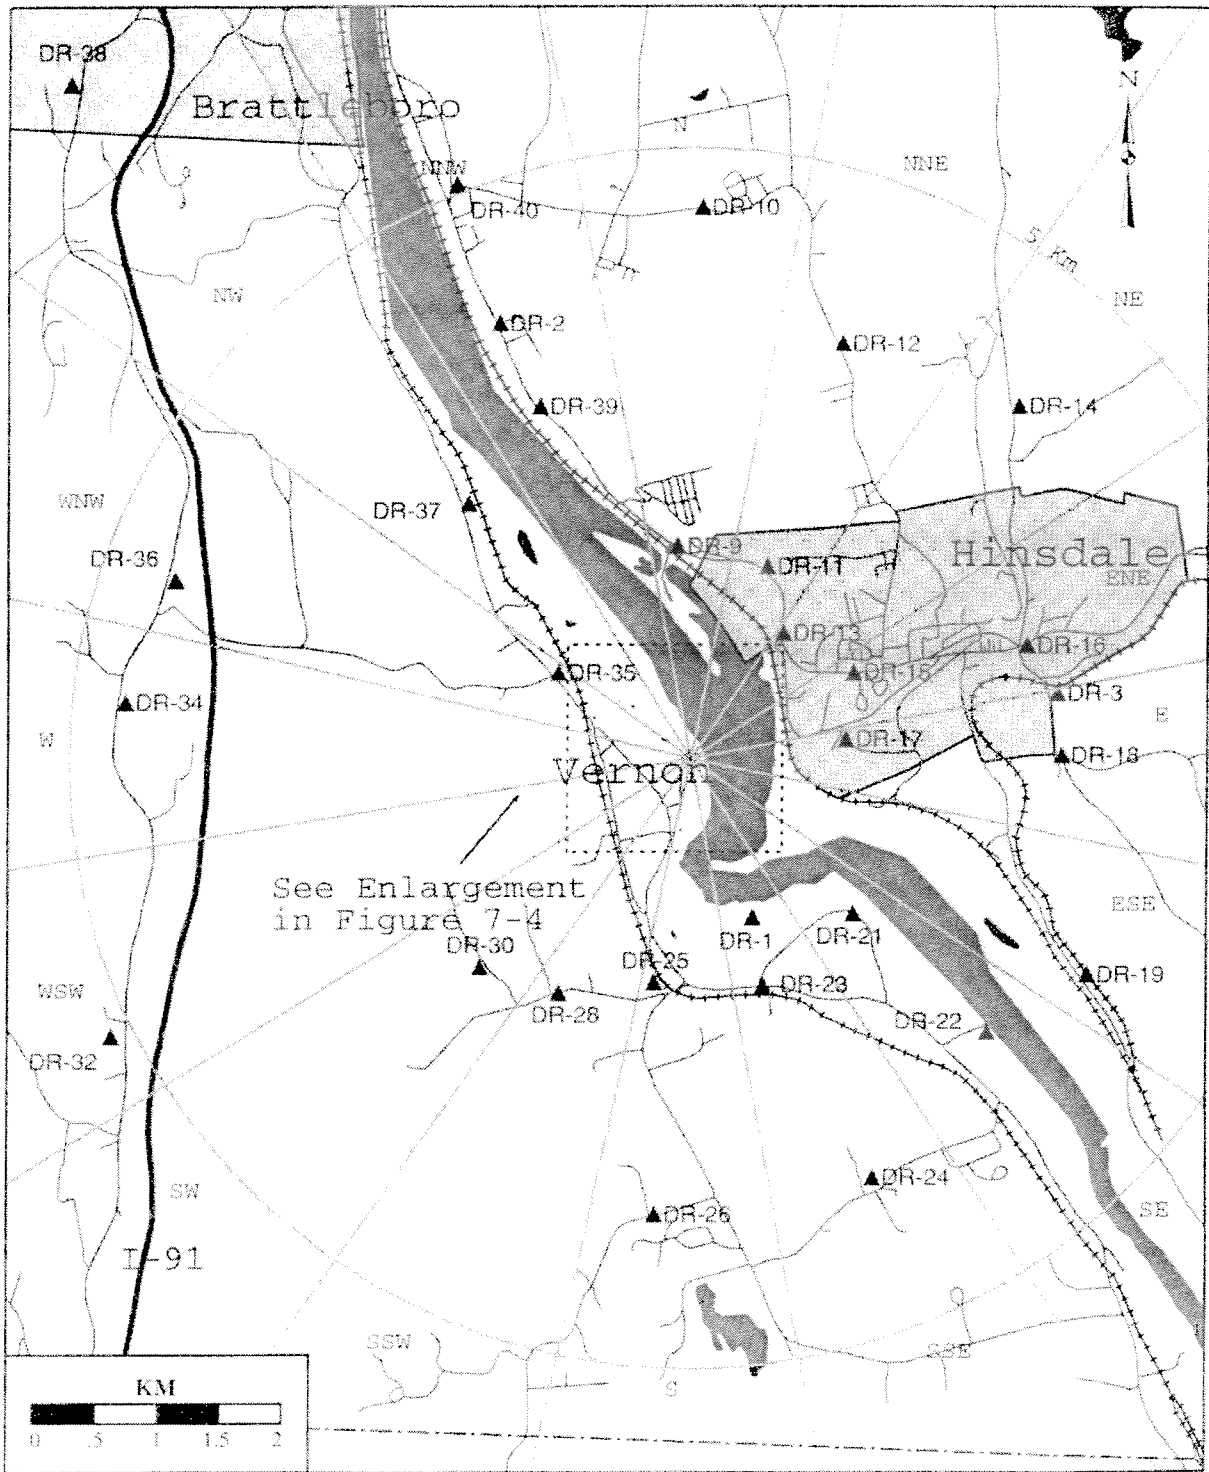 DR-38
Brattleboro
N
N
NNW
NNE
DR-40
DR-10
5 Km
NW
NE
DR-2
DR-12
DR-39
DR-14
WNW
DR-37
DR-9
Hinsdale
DR-36
DR-11
ENE
DR-13
DR-16
DR-35
DR-15
DR-3
DR-34
E
W
DR-17
DR-18
Vernon
See Enlargement
in Figure 7-4
ESE
DR-30
DR-1
DR-21
DR-25
DR-19
WSW
DR-23
DR-28
DR-22
DR-32
DR-24
SW
DR-26
SE
I-91
SSW
SSE
S
KM
0 .5 1 1.5 2